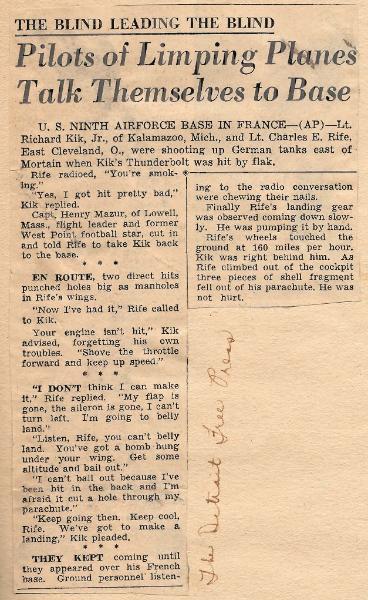 THE BLIND LEADING THE BLIND
Pilots of Limping Planes
Talk Themselves to Base
U. S. NINTH AIRFORCE BASE IN FRANCE—(AP)—Lt.
Richard Kik, Jr., of Kalamazoo, Mich., and Lt. Charles E. Rife,
East Cleveland, O., were shooting up German tanks east of
Mortain when Kik's Thunderbolt was hit by flak.
Rife radioed, "You're smok-
ing."
"Yes, I got hit pretty bad,"
Kik replied.
Capt. Henry Mazur, of Lowell,
Mass., flight leader and former
West Point football star, cut in
and told Rife to take Kik back
to the base.
* * *
EN ROUTE, two direct hits
punched holes big as manholes
in Rife's wings.
"Now I've had it," Rife called
to Kik.
Your engine isn't hit," Kik
advised, forgetting his own
troubles. "Shove the throttle
forward and keep up speed."
* * *
"I DON'T think I can make
it," Rife replied. "My flap is
gone, the aileron is gone, I can't
turn left. I'm going to belly
land."
"Listen, Rife, you can't belly
land. You've got a bomb hung
under your wing. Get some
altitude and bail out."
"I can't bail out because I've
been hit in the back and I'm
afraid it cut a hole through my
parachute."
"Keep going then. Keep cool,
Rife. We've got to make a
landing," Kik pleaded.
* * *
THEY KEPT coming until
they appeared over his French
base. Ground personnel listen-
ing to the radio conversation
were chewing their nails.
Finally Rife's landing gear
was observed coming down slow-
ly. He was pumping it by hand.
Rife's wheels touched the
ground at 160 miles per hour.
Kik was right behind him. As
Rife climbed out of the cockpit
three pieces of shell fragment
fell out of his parachute. He was
not hurt.
The Detroit Free Press